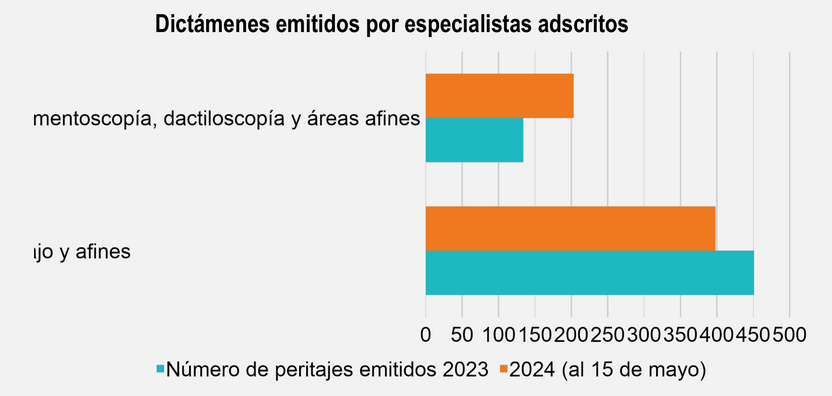 Dictámenes emitidos por especialistas adscritos
mentoscopía, dactiloscopía y áreas afines
jo y afines
0 50 100 150 200 250 300 350 400 450 500
Número de peritajes emitidos 2023 2024 (al 15 de mayo)